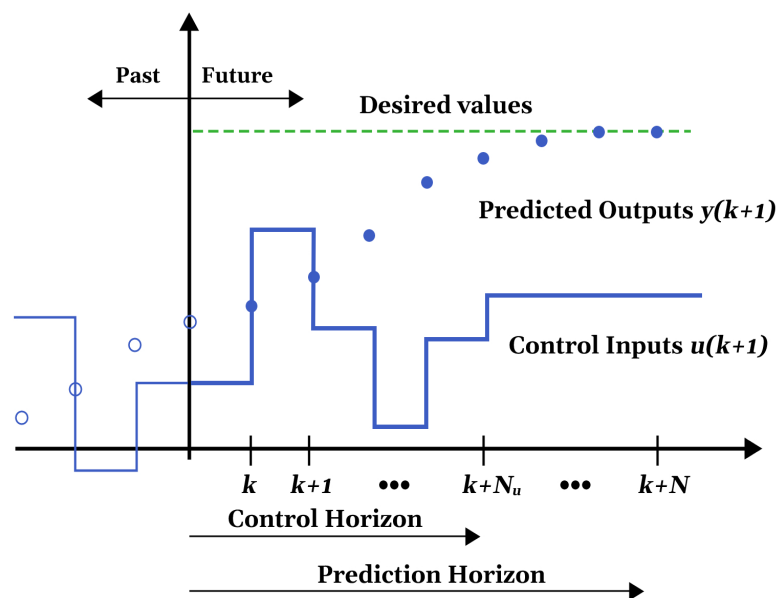 Past
Future
Desired values
Predicted Outputs y(k+1)
Control Inputs u(k+1)
k
k+1
•••
k+Nᵤ
•••
k+N
Control Horizon
Prediction Horizon